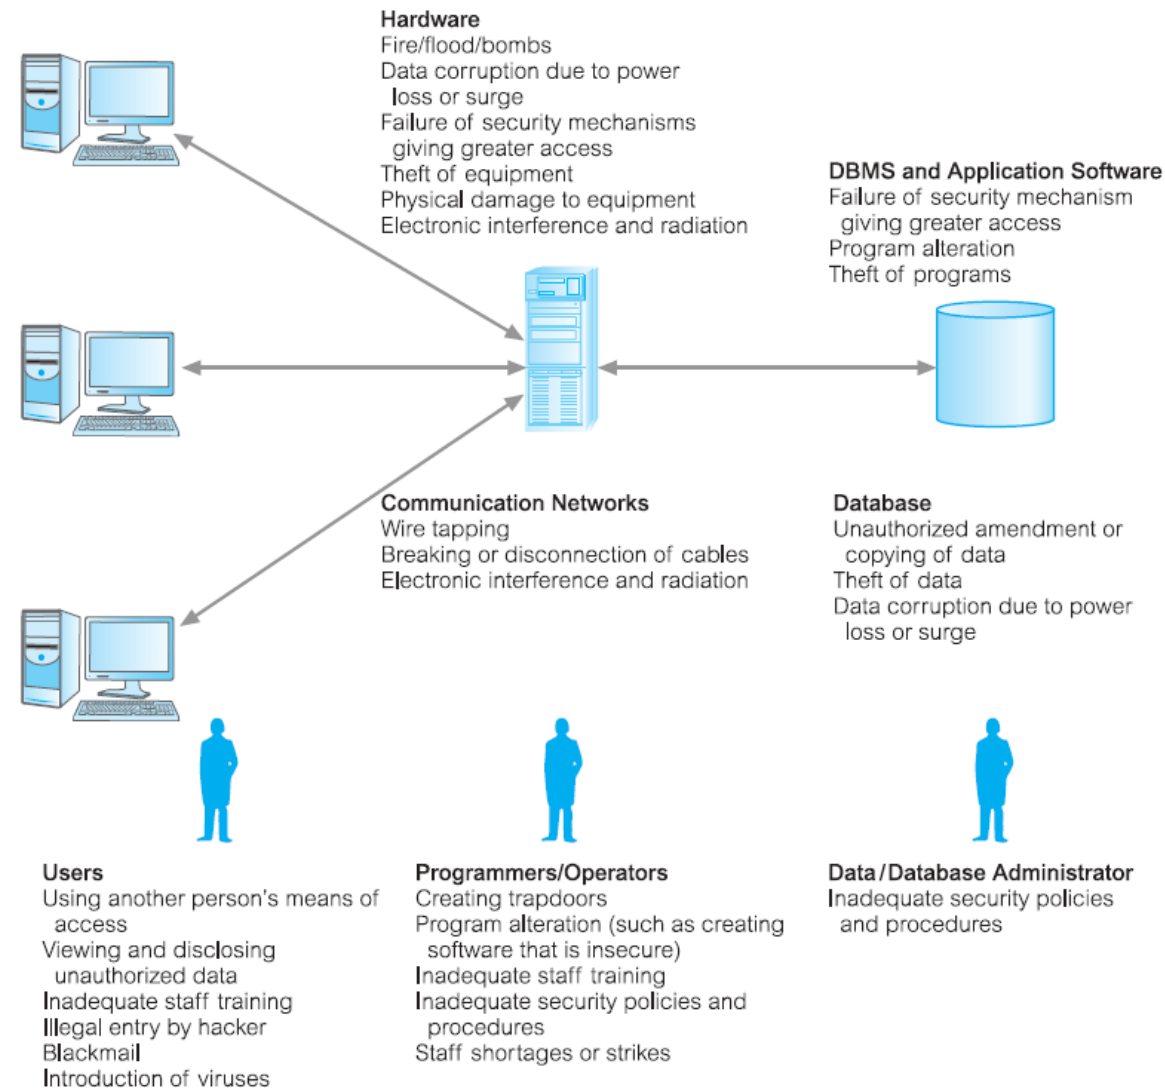 Hardware
Fire/flood/bombs
Data corruption due to power
loss or surge
Failure of security mechanisms
giving greater access
Theft of equipment
Physical damage to equipment
Electronic interference and radiation
DBMS and Application Software
Failure of security mechanism
giving greater access
Program alteration
Theft of programs
Communication Networks
Wire tapping
Breaking or disconnection of cables
Electronic interference and radiation
Database
Unauthorized amendment or
copying of data
Theft of data
Data corruption due to power
loss or surge
Users
Using another person's means of
access
Viewing and disclosing
unauthorized data
Inadequate staff training
Illegal entry by hacker
Blackmail
Introduction of viruses
Programmers/Operators
Creating trapdoors
Program alteration (such as creating
software that is insecure)
Inadequate staff training
Inadequate security policies and
procedures
Staff shortages or strikes
Data/Database Administrator
Inadequate security policies
and procedures